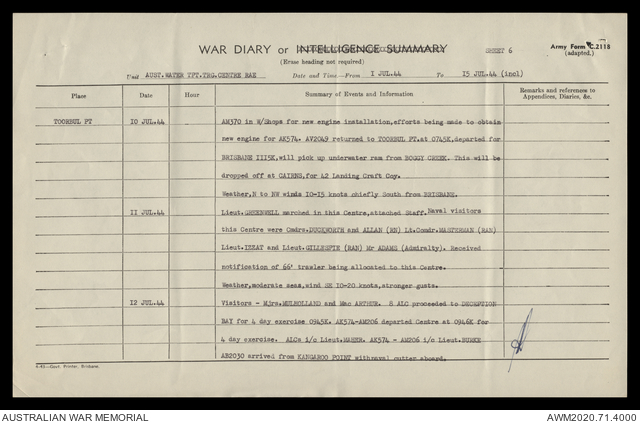 WAR DIARY or INTELLIGENCE SUMMARY
(Erase heading not required)
SHEET 6
Army Form C.2118
(adapted.)
Unit AUST.WATER TPT.TRG.CENTRE RAE Date and Time—From 1 JUL.44 To 15 JUL.44 (incl)
Place Date Hour Summary of Events and Information Remarks and references to Appendices, Diaries, &c.
TOORBUL PT 10 JUL.44 AM370 in W/Shops for new engine installation,efforts being made to obtain
new engine for AK574. AV2049 returned to TOORBUL PT.at 0745K,departed for
BRISBANE 1115K, will pick up underwater ram from BOGGY CREEK. This will be
dropped off at CAIRNS,for 42 Landing Craft Coy.
Weather,N to NW winds 10-15 knots chiefly South from BRISBANE.
11 JUL.44 Lieut.GREENWELL marched in this Centre,attached Staff.Naval visitors
this Centre were Comdrs.DUCKWORTH and ALLAN (RN) Lt.Comdr.MASTERMAN (RAN)
Lieut.IZZAT and Lieut.GILLESPIE (RAN) Mr ADAMS (Admiralty). Received
notification of 66' trawler being allocated to this Centre.
Weather,moderate seas,wind SE 10-20 knots,stronger gusts.
12 JUL.44 Visitors - Mjrs.MULHOLLAND and Mac ARTHUR. 8 ALC proceeded to DECEPTION
BAY for 4 day exercise 0945K. AK574-AM206 departed Centre at 0946K for
4 day exercise. ALCs i/c Lieut.MAHER. AK574 - AM206 i/c Lieut.BURKE
AB2030 arrived from KANGAROO POINT with naval cutter aboard.
Govt. Printer, Brisbane.
AUSTRALIAN WAR MEMORIAL
AWM2020.71.4000